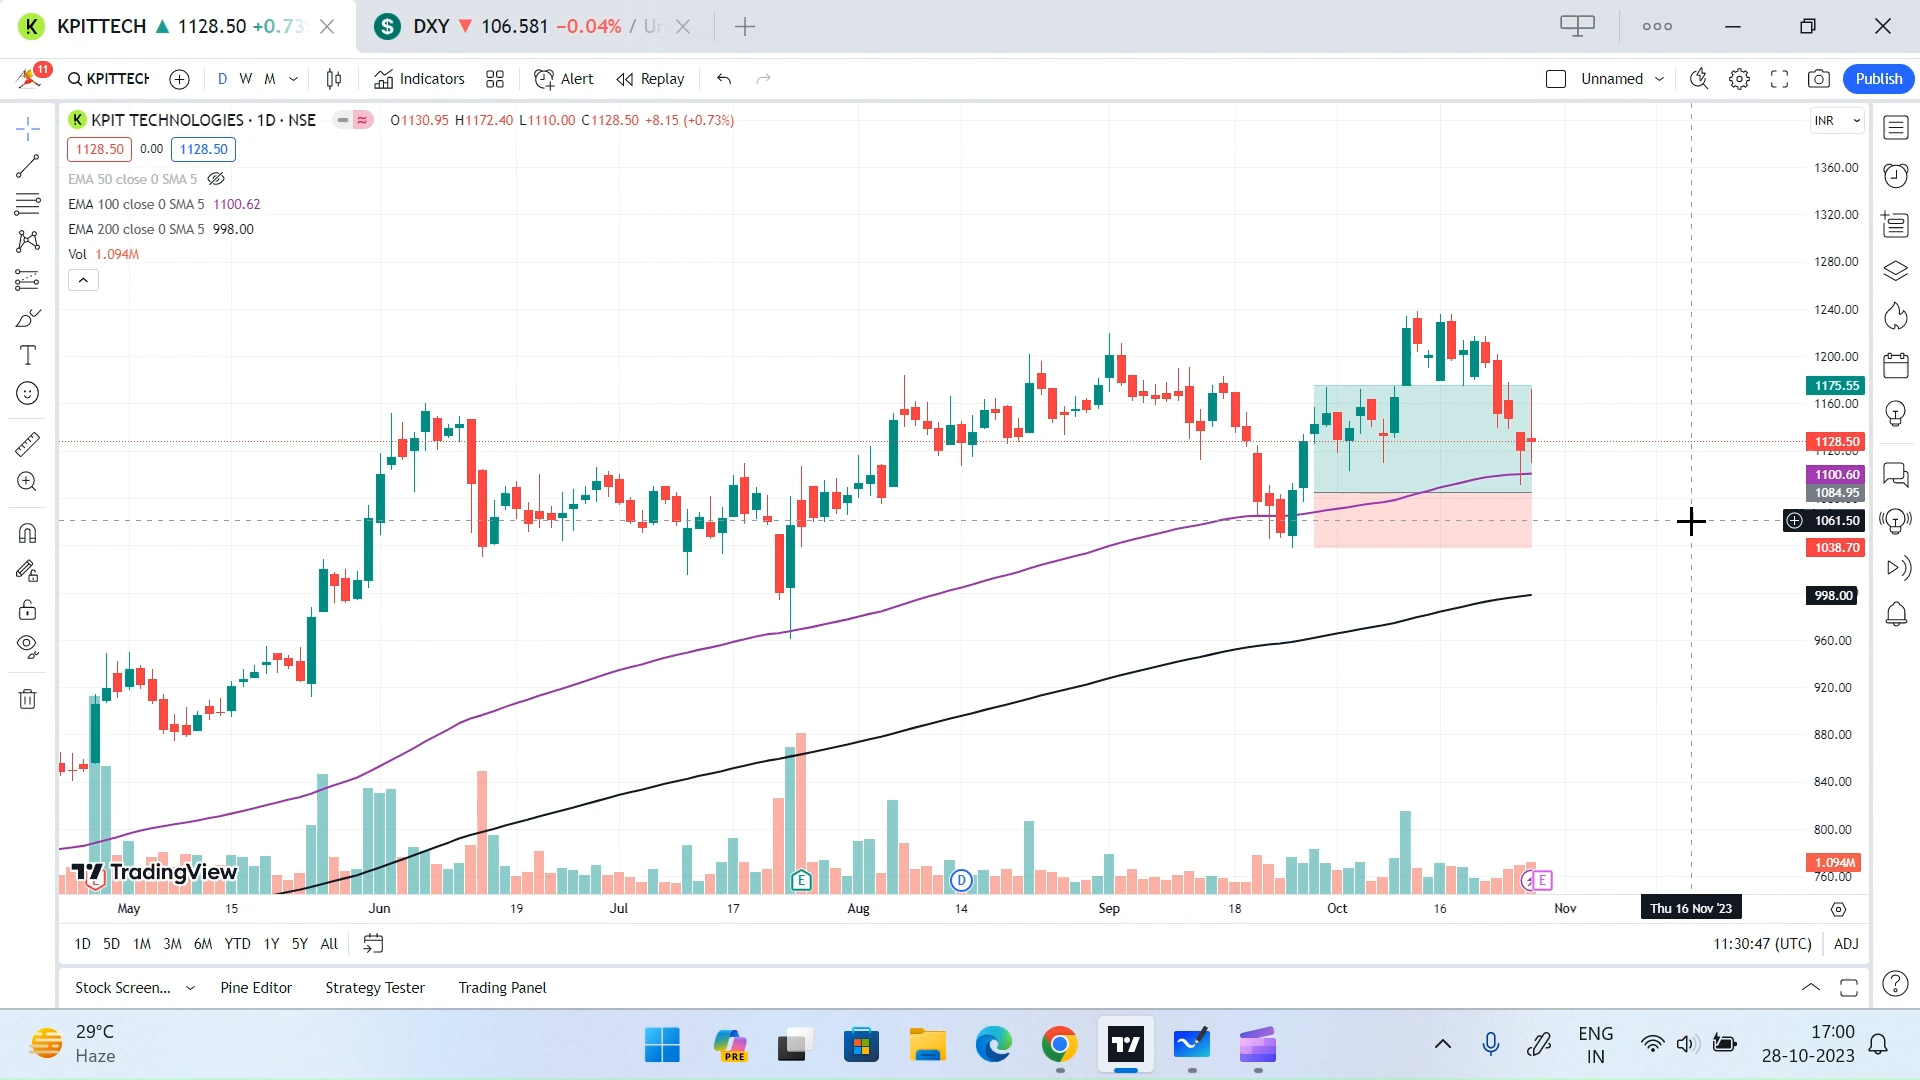 KPITTECH 1128.50 +0.73
DXY 106.581 −0.04% / Un
11
KPITTECH D W M Indicators Alert Replay Unnamed Publish
KPIT TECHNOLOGIES · 1D · NSE O1130.95 H1172.40 L1110.00 C1128.50 +8.15 (+0.73%)
INR
1128.50 0.00 1128.50
EMA 50 close 0 SMA 5
EMA 100 close 0 SMA 5 1100.62
EMA 200 close 0 SMA 5 998.00
Vol 1.094M
1360.00
1320.00
1280.00
1240.00
1200.00
1175.55
1160.00
1128.50
1120.00
1100.60
1084.95
1061.50
1038.70
998.00
960.00
920.00
880.00
840.00
800.00
1.094M
760.00
TradingView
E D E
May 15 Jun 19 Jul 17 Aug 14 Sep 18 Oct 16 Nov Thu 16 Nov '23
1D 5D 1M 3M 6M YTD 1Y 5Y All 11:30:47 (UTC) ADJ
Stock Screen... Pine Editor Strategy Tester Trading Panel
29°C
Haze
PRE
ENG
IN
17:00
28-10-2023